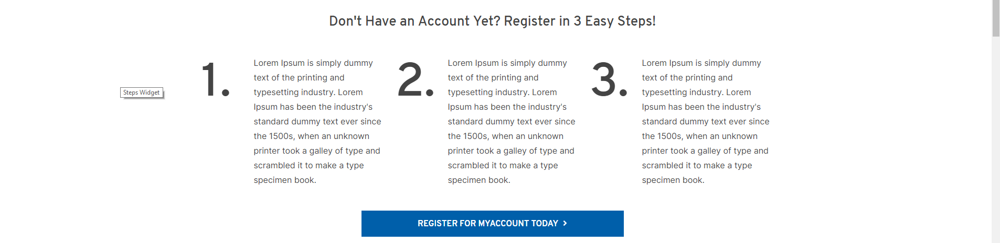 Don't Have an Account Yet? Register in 3 Easy Steps!
Steps Widget
1.
Lorem Ipsum is simply dummy
text of the printing and
typesetting industry. Lorem
Ipsum has been the industry's
standard dummy text ever since
the 1500s, when an unknown
printer took a galley of type and
scrambled it to make a type
specimen book.
2.
Lorem Ipsum is simply dummy
text of the printing and
typesetting industry. Lorem
Ipsum has been the industry's
standard dummy text ever since
the 1500s, when an unknown
printer took a galley of type and
scrambled it to make a type
specimen book.
3.
Lorem Ipsum is simply dummy
text of the printing and
typesetting industry. Lorem
Ipsum has been the industry's
standard dummy text ever since
the 1500s, when an unknown
printer took a galley of type and
scrambled it to make a type
specimen book.
REGISTER FOR MYACCOUNT TODAY